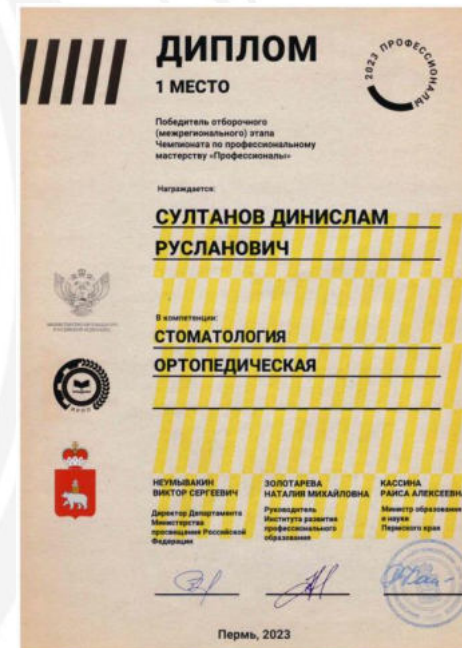 ДИПЛОМ
1 МЕСТО
2023 ПРОФЕССИОНАЛЫ
Победитель отборочного
(межрегионального) этапа
Чемпионата по профессиональному
мастерству «Профессионалы»
Награждается:
СУЛТАНОВ ДИНИСЛАМ
РУСЛАНОВИЧ
В компетенции:
СТОМАТОЛОГИЯ
ОРТОПЕДИЧЕСКАЯ
НЕУМЫВАКИН
ВИКТОР СЕРГЕЕВИЧ
Директор Департамента
Министерства
просвещения Российской
Федерации
ЗОЛОТАРЕВА
НАТАЛИЯ МИХАЙЛОВНА
Руководитель
Института развития
профессионального
образования
КАССИНА
РАИСА АЛЕКСЕЕВНА
Министр образования
и науки
Пермского края
Пермь, 2023